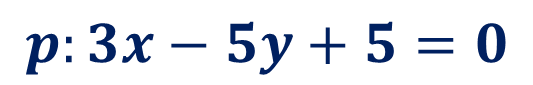 p: 3x − 5y + 5 = 0